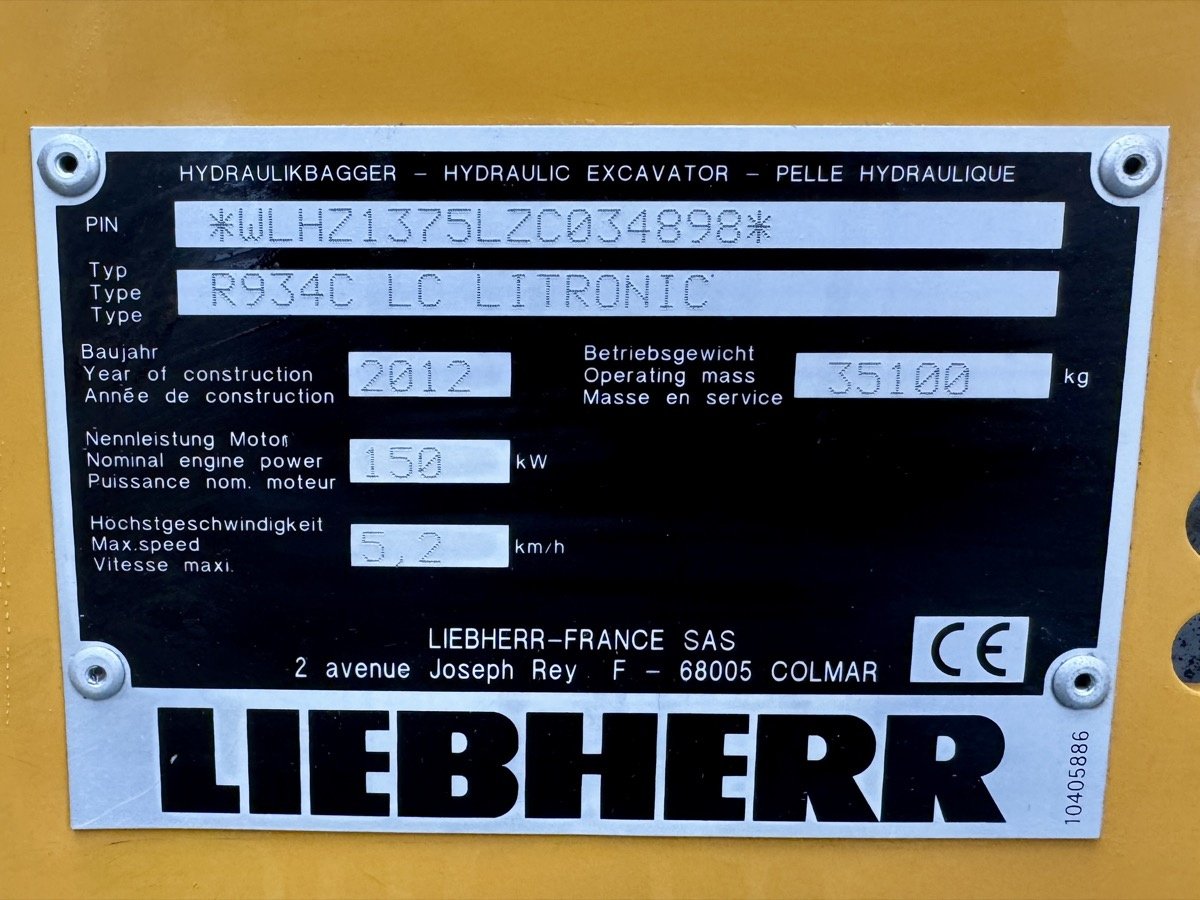 HYDRAULIKBAGGER – HYDRAULIC EXCAVATOR – PELLE HYDRAULIQUE
PIN *WLHZ1375LZC034898*
Typ
Type R934C LC LITRONIC
Type
Baujahr
Year of construction 2012
Année de construction
Betriebsgewicht
Operating mass 35100 kg
Masse en service
Nennleistung Motor
Nominal engine power 150 kW
Puissance nom. moteur
Höchstgeschwindigkeit
Max.speed 5,2 km/h
Vitesse maxi.
LIEBHERR–FRANCE SAS
2 avenue Joseph Rey F – 68005 COLMAR
CE
LIEBHERR
10405886